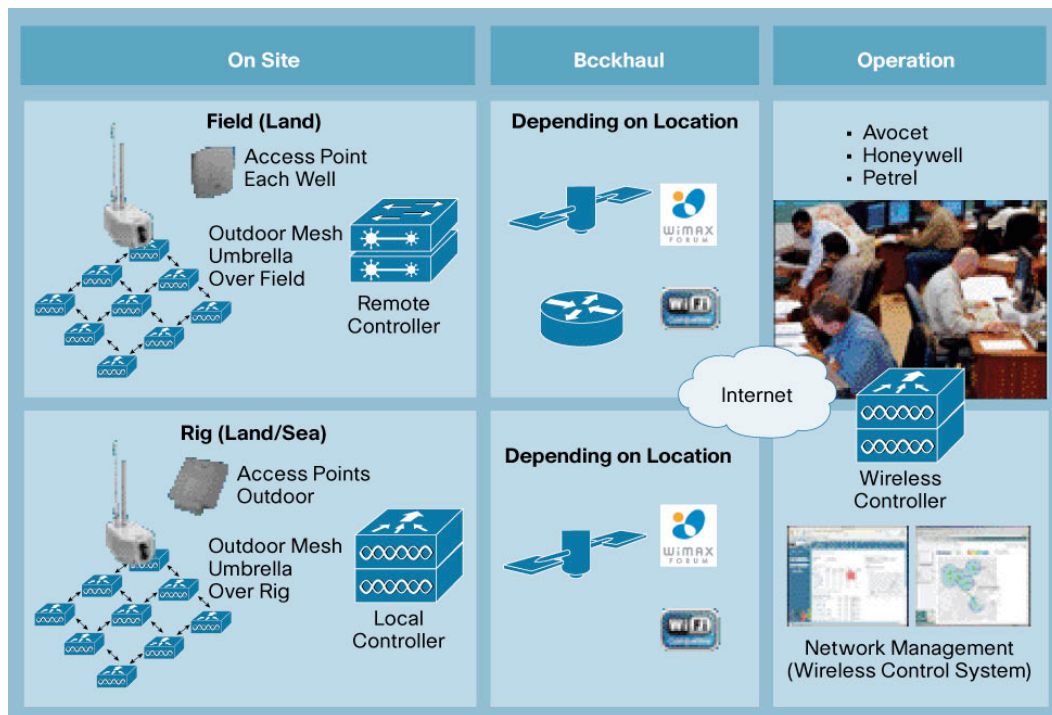 On Site
Bcckhaul
Operation
Field (Land)
Access Point
Each Well
Outdoor Mesh
Umbrella
Over Field
Remote
Controller
Depending on Location
WiMAX
FORUM
Wi Fi
Avocet
Honeywell
Petrel
Internet
Rig (Land/Sea)
Access Points
Outdoor
Outdoor Mesh
Umbrella
Over Rig
Local
Controller
Depending on Location
WiMAX
FORUM
Wi Fi
Wireless
Controller
Network Management
(Wireless Control System)